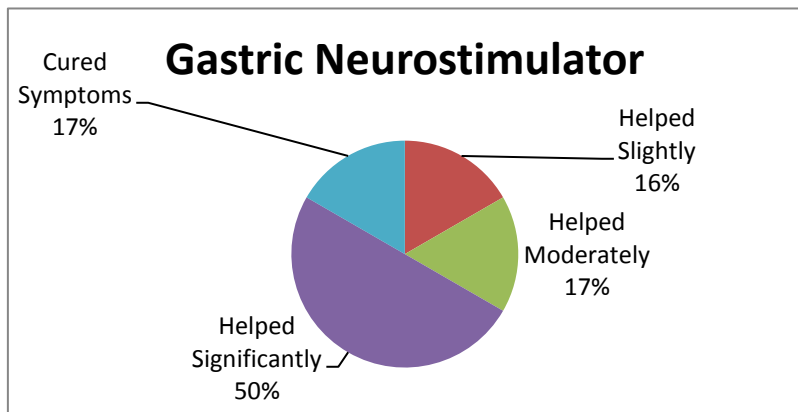 Gastric Neurostimulator
Cured
Symptoms
17%
Helped
Slightly
16%
Helped
Moderately
17%
Helped
Significantly
50%